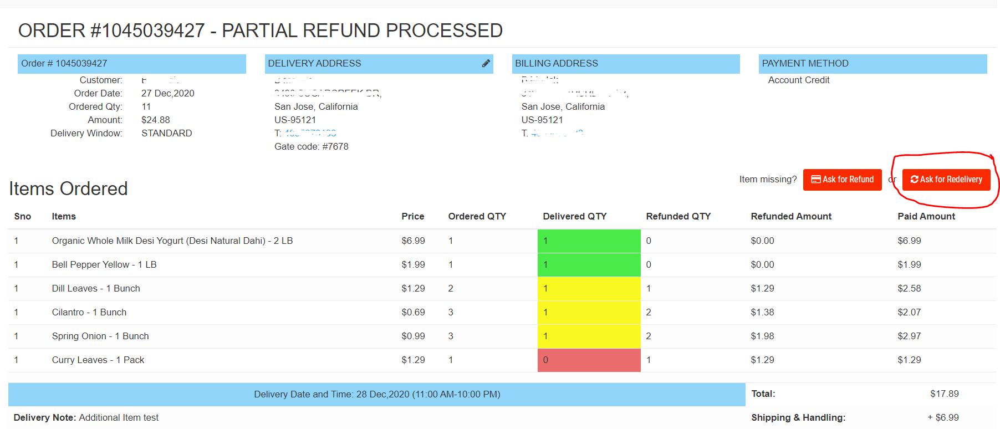 ORDER #1045039427 - PARTIAL REFUND PROCESSED
Order # 1045039427
Customer:
Order Date: 27 Dec,2020
Ordered Qty: 11
Amount: $24.88
Delivery Window: STANDARD
DELIVERY ADDRESS
San Jose, California
US-95121
T:
Gate code: #7678
BILLING ADDRESS
San Jose, California
US-95121
T:
PAYMENT METHOD
Account Credit
Item missing? Ask for Refund or Ask for Redelivery
Items Ordered
Sno Items Price Ordered QTY Delivered QTY Refunded QTY Refunded Amount Paid Amount
1 Organic Whole Milk Desi Yogurt (Desi Natural Dahi) - 2 LB $6.99 1 1 0 $0.00 $6.99
1 Bell Pepper Yellow - 1 LB $1.99 1 1 0 $0.00 $1.99
1 Dill Leaves - 1 Bunch $1.29 2 1 1 $1.29 $2.58
1 Cilantro - 1 Bunch $0.69 3 1 2 $1.38 $2.07
1 Spring Onion - 1 Bunch $0.99 3 1 2 $1.98 $2.97
1 Curry Leaves - 1 Pack $1.29 1 0 1 $1.29 $1.29
Delivery Date and Time: 28 Dec,2020 (11:00 AM-10:00 PM) Total: $17.89
Delivery Note: Additional Item test Shipping & Handling: + $6.99